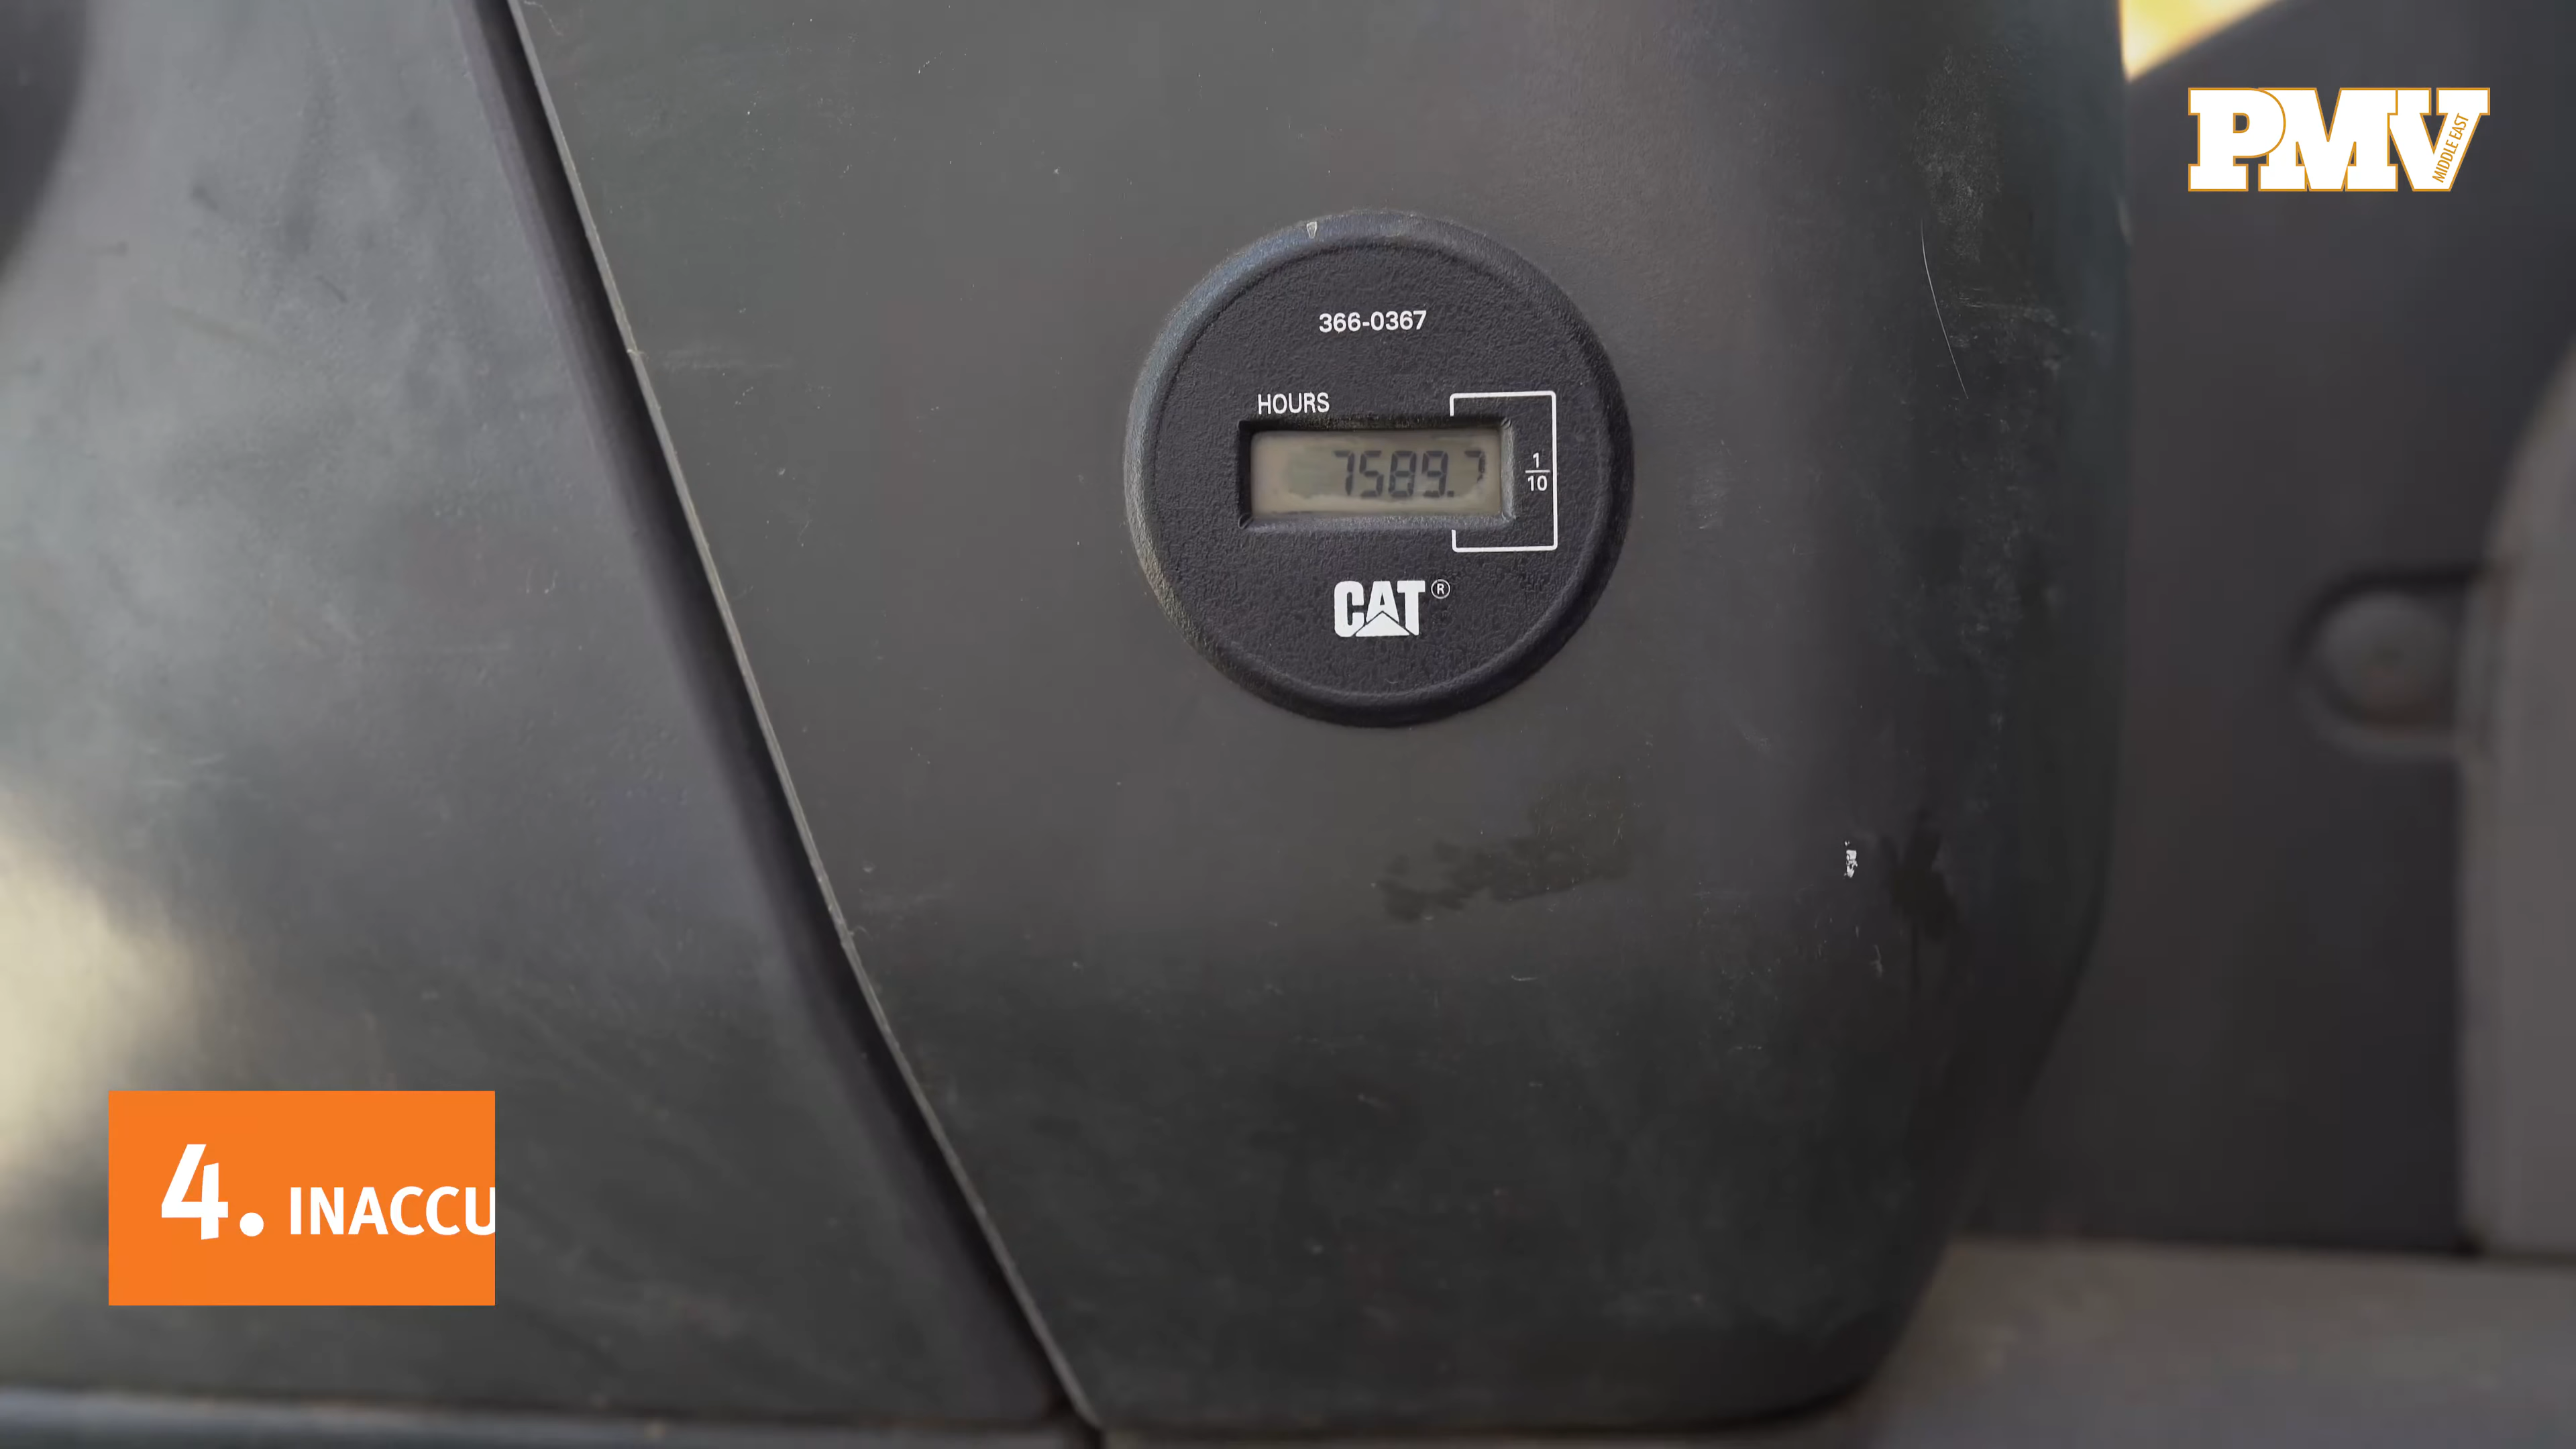 PMV
MIDDLE EAST
366-0367
HOURS
7589.7
1
10
CAT®
4. INACCU